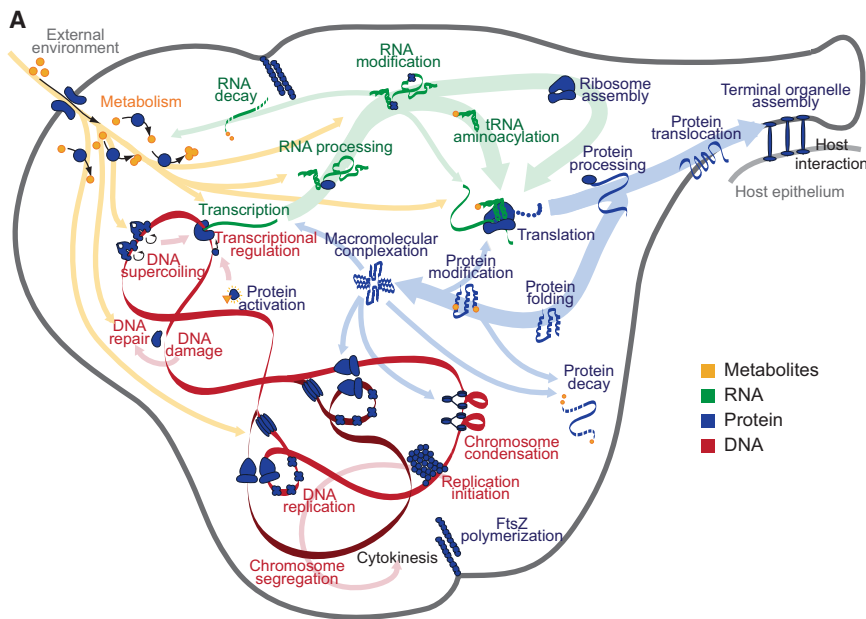 A
External
environment
Metabolism
RNA
decay
RNA
modification
Ribosome
assembly
Terminal organelle
assembly
tRNA
aminoacylation
Protein
translocation
Host
interaction
Host epithelium
RNA processing
Protein
processing
Transcription
Translation
Transcriptional
regulation
DNA
supercoiling
Macromolecular
complexation
Protein
modification
Protein
activation
Protein
folding
DNA
repair
DNA
damage
Protein
decay
Metabolites
RNA
Protein
DNA
Chromosome
condensation
Replication
initiation
DNA
replication
FtsZ
polymerization
Cytokinesis
Chromosome
segregation